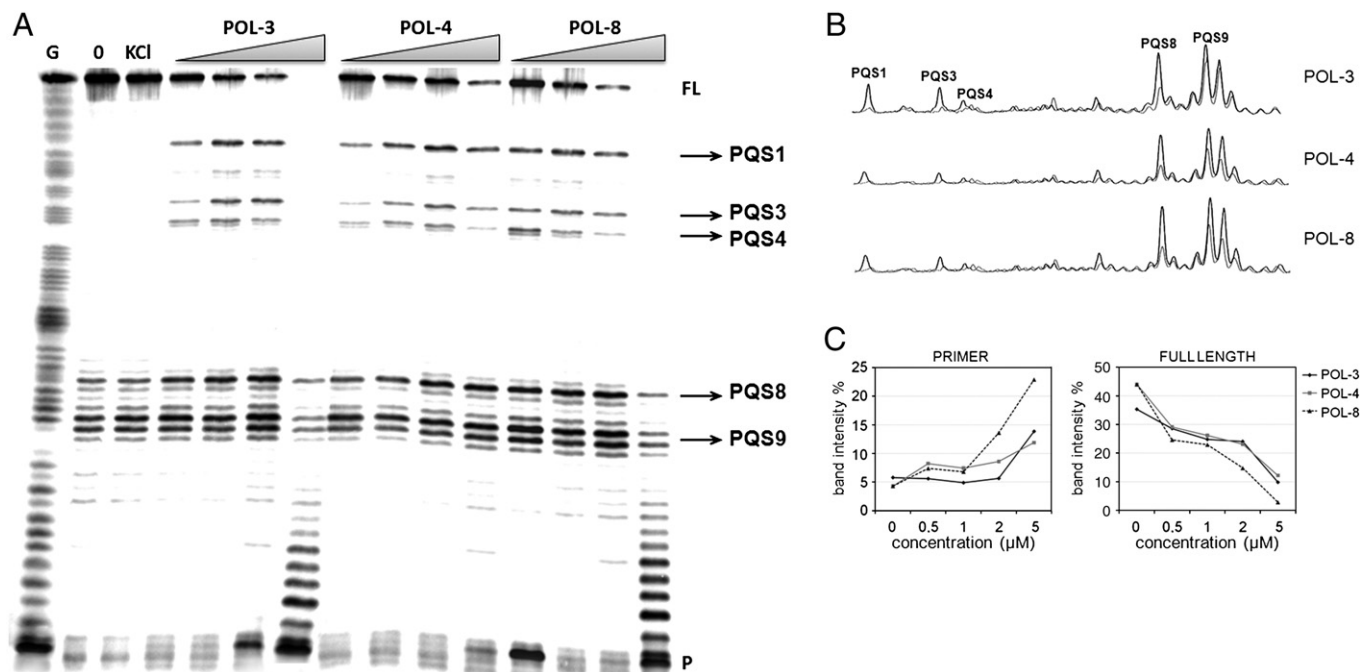 A
G
0
KCl
POL-3
POL-4
POL-8
FL
PQS1
PQS3
PQS4
PQS8
PQS9
P
B
PQS1
PQS3
PQS4
PQS8
PQS9
POL-3
POL-4
POL-8
C
PRIMER
band intensity %
25
20
15
10
5
0
0 0.5 1 2 5
concentration (µM)
FULL LENGTH
band intensity %
50
40
30
20
10
0
0 0.5 1 2 5
concentration (µM)
POL-3
POL-4
POL-8